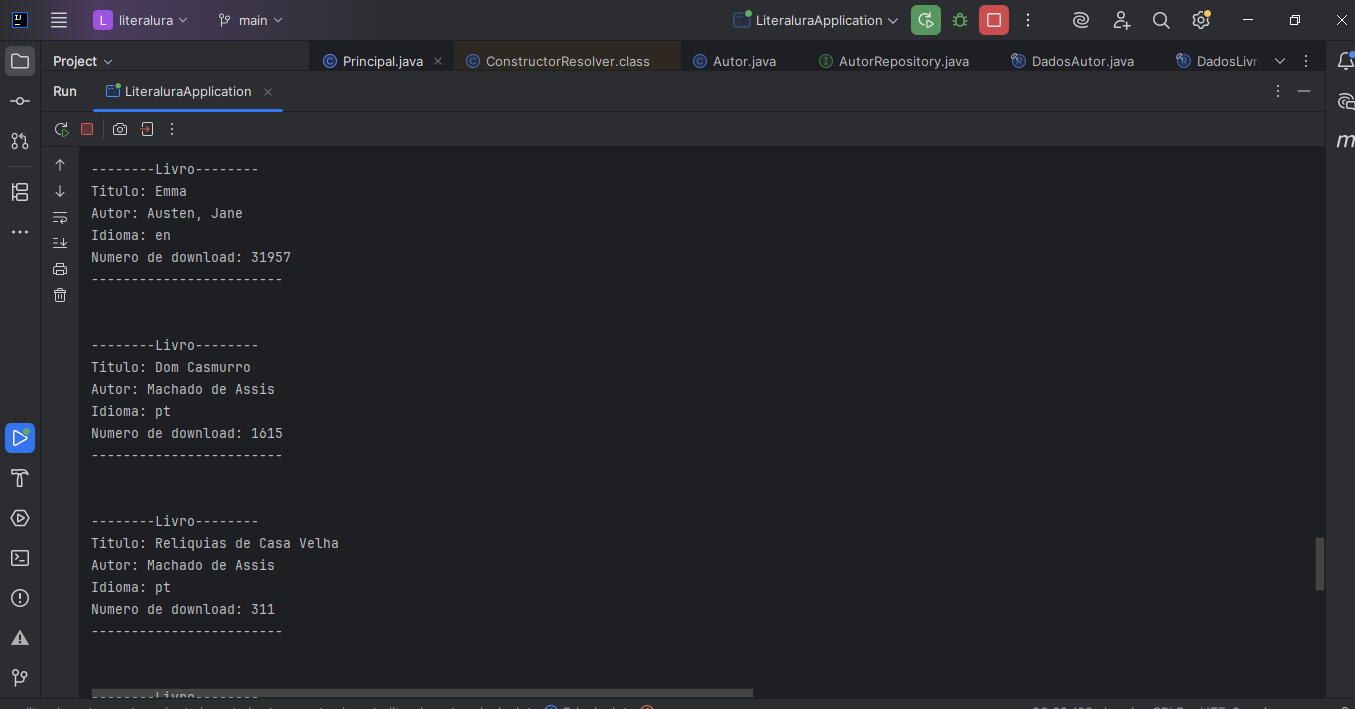 L literalura main LiteraluraApplication
Project Principal.java ConstructorResolver.class Autor.java AutorRepository.java DadosAutor.java DadosLivr
Run LiteraluraApplication
--------Livro--------
Titulo: Emma
Autor: Austen, Jane
Idioma: en
Numero de download: 31957
------------------------
--------Livro--------
Titulo: Dom Casmurro
Autor: Machado de Assis
Idioma: pt
Numero de download: 1615
------------------------
--------Livro--------
Titulo: Reliquias de Casa Velha
Autor: Machado de Assis
Idioma: pt
Numero de download: 311
------------------------
--------Livro--------